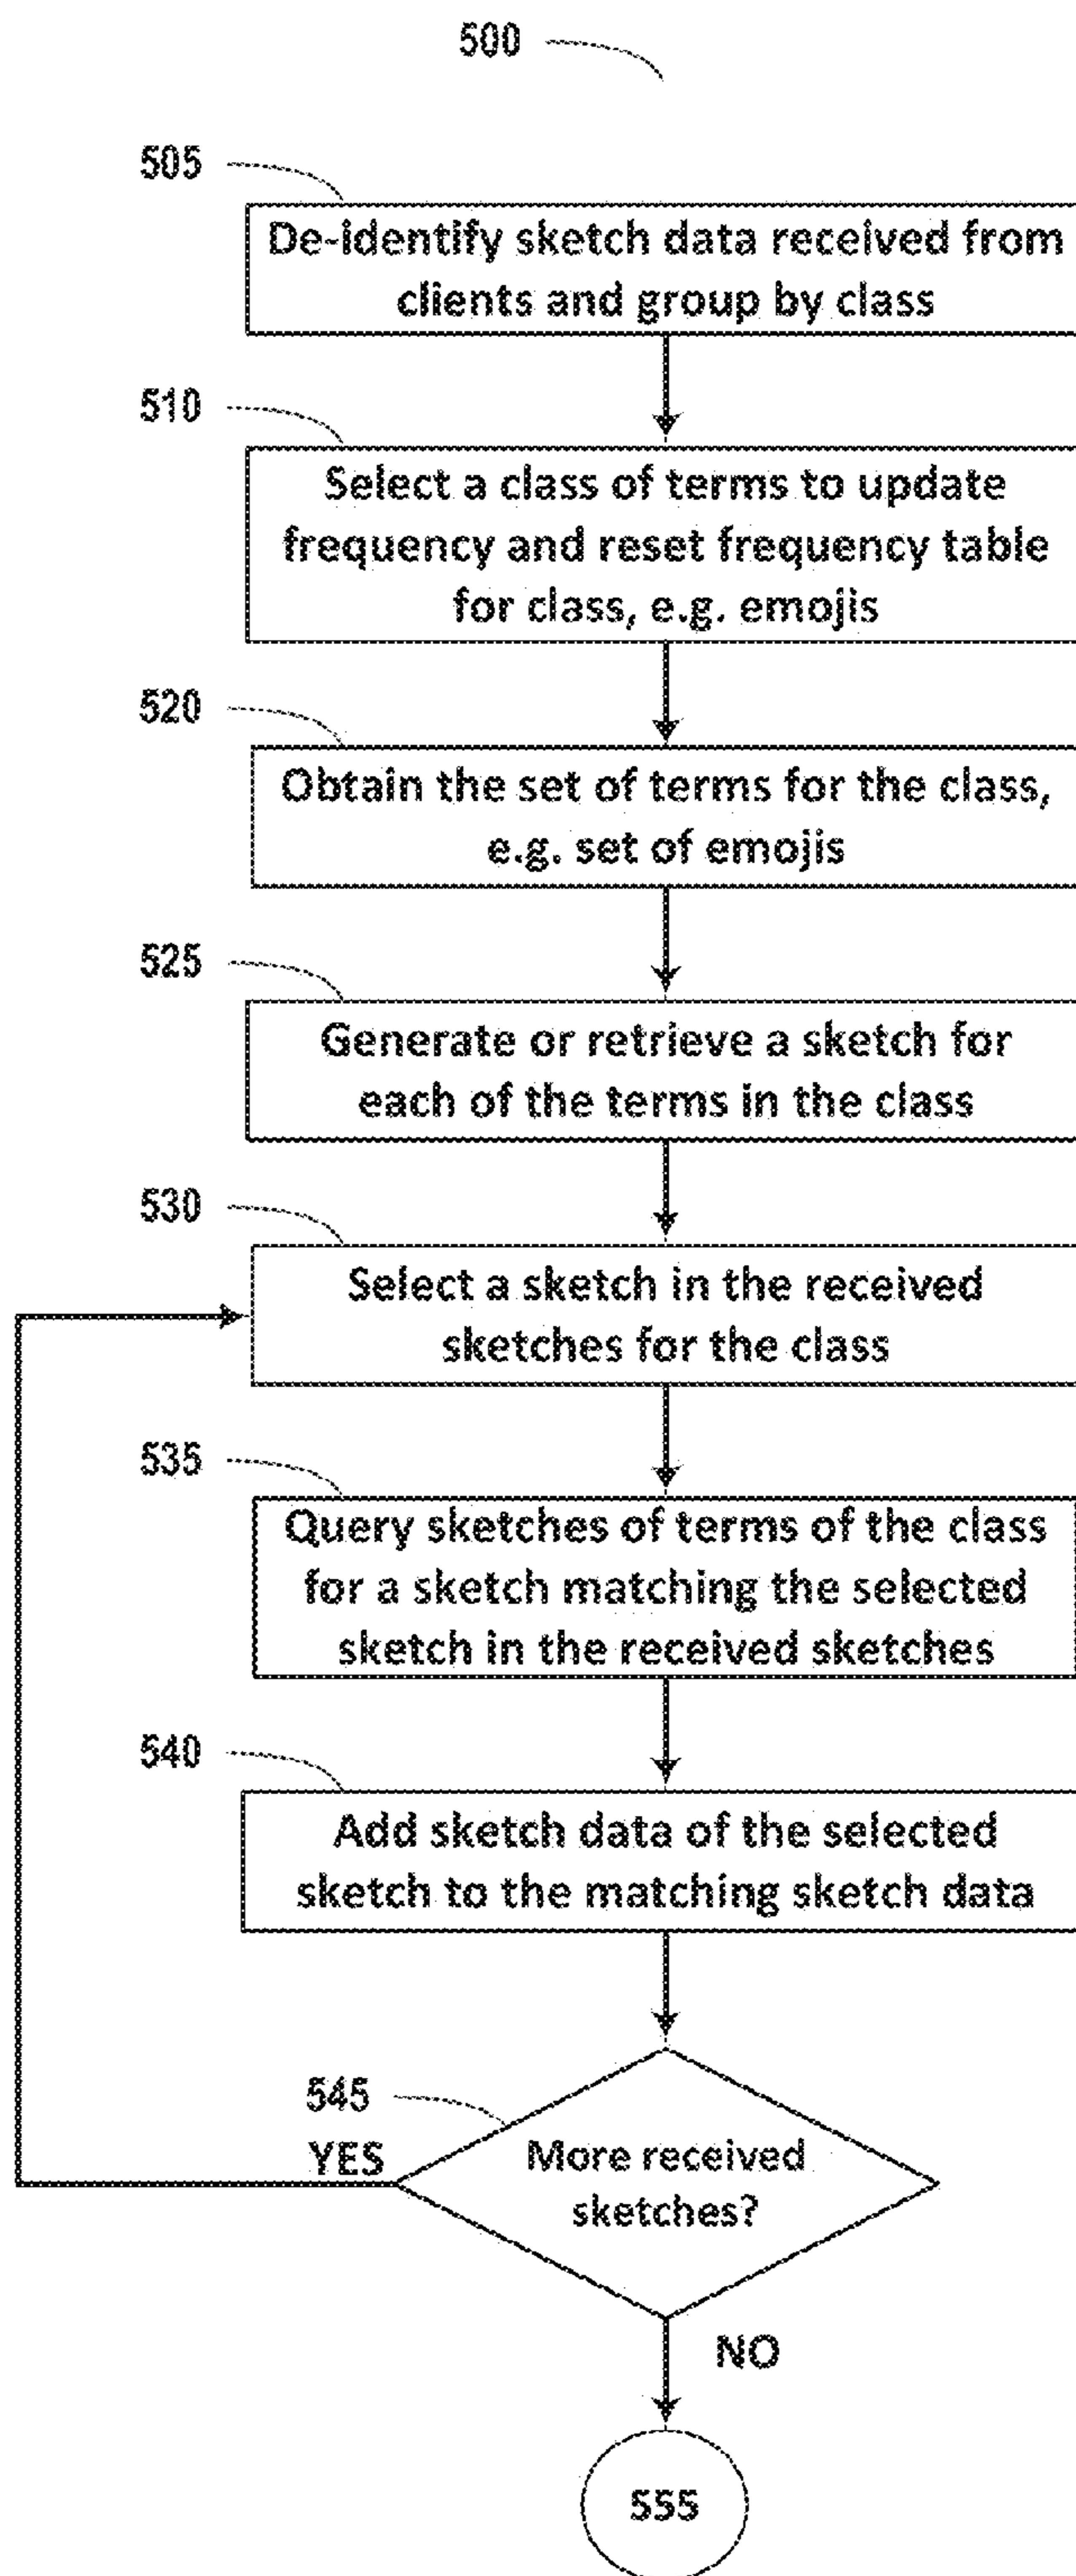 500
505
De-identify sketch data received from
clients and group by class
510
Select a class of terms to update
frequency and reset frequency table
for class, e.g. emojis
520
Obtain the set of terms for the class,
e.g. set of emojis
525
Generate or retrieve a sketch for
each of the terms in the class
530
Select a sketch in the received
sketches for the class
535
Query sketches of terms of the class
for a sketch matching the selected
sketch in the received sketches
540
Add sketch data of the selected
sketch to the matching sketch data
545
YES
More received
sketches?
NO
555